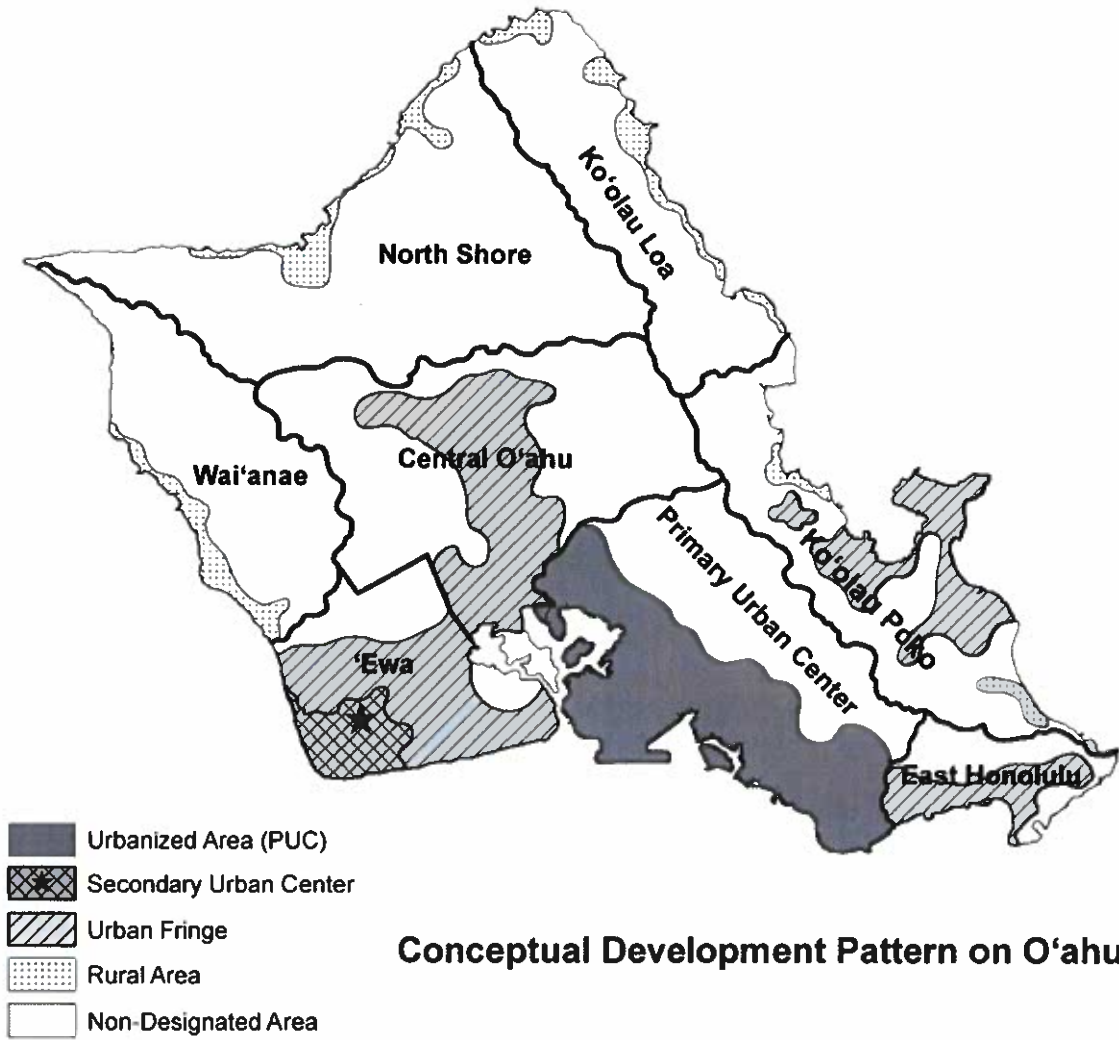 Ko‘olau Loa
North Shore
Central O‘ahu
Wai‘anae
Primary Urban Center
Ko‘olau Poko
‘Ewa
East Honolulu
Urbanized Area (PUC)
Secondary Urban Center
Urban Fringe
Rural Area
Non-Designated Area
Conceptual Development Pattern on O‘ahu